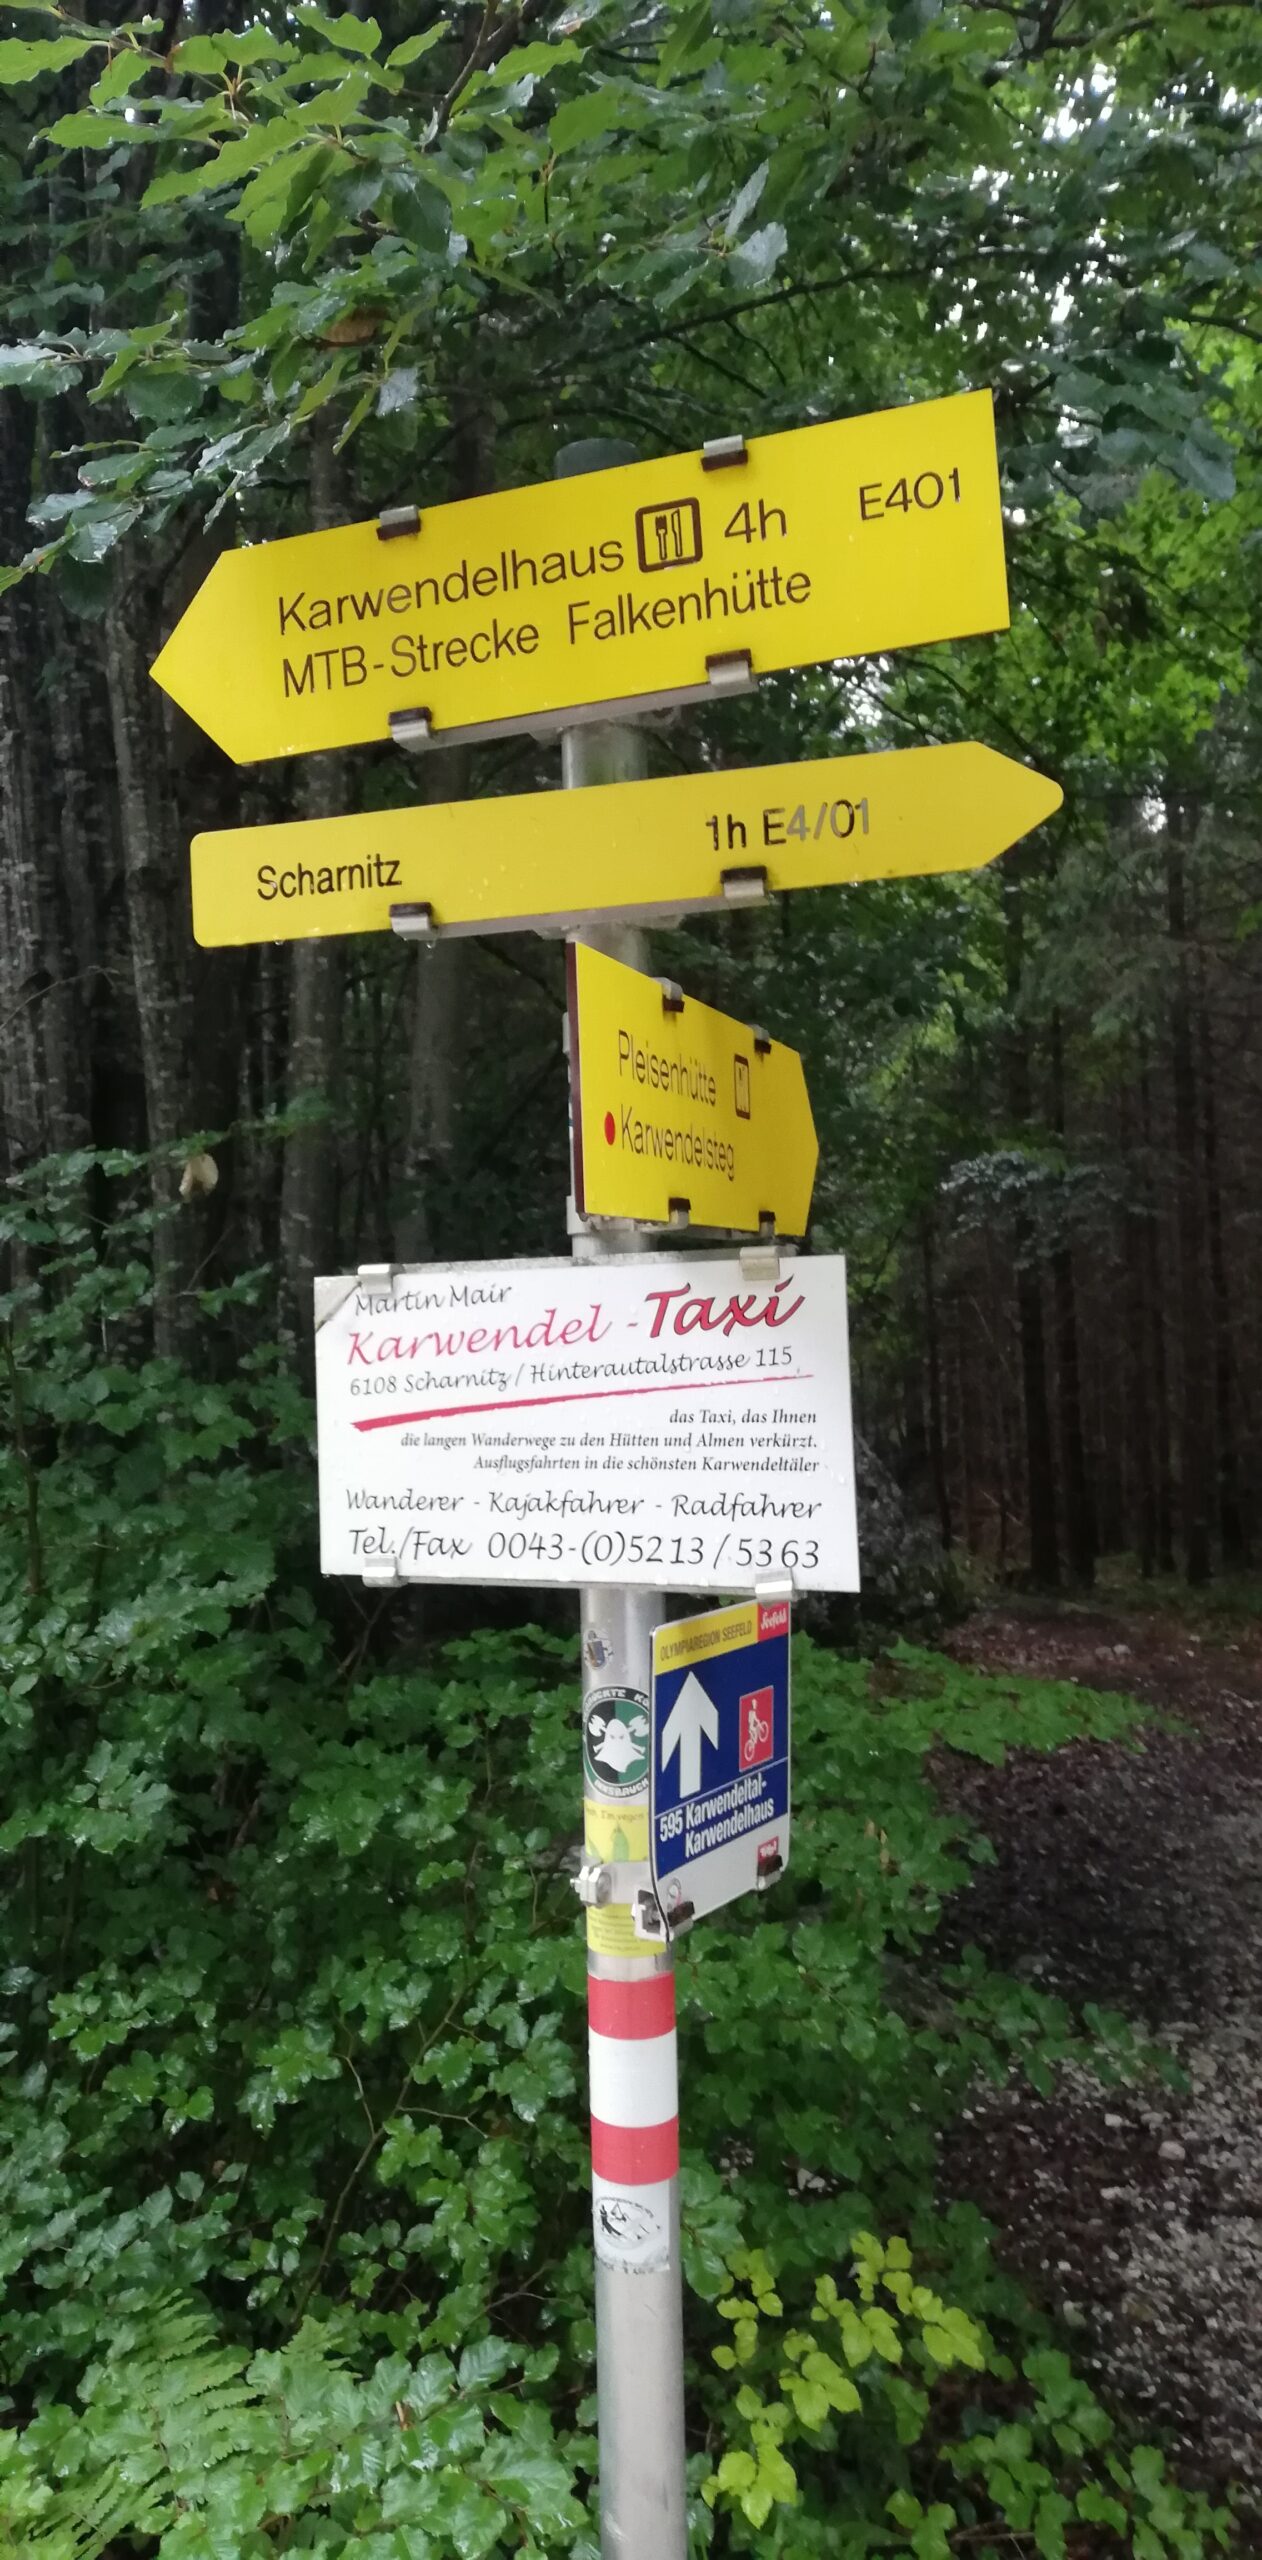 Karwendelhaus 4h E401
MTB-Strecke Falkenhütte
Scharnitz 1h E4/01
Pleisenhütte
Karwendelsteg
Martin Mair
Karwendel - Taxi
6108 Scharnitz / Hinterautalstrasse 115
das Taxi, das Ihnen
die langen Wanderwege zu den Hütten und Almen verkürzt.
Ausflugsfahrten in die schönsten Karwendeltäler
Wanderer - Kajakfahrer - Radfahrer
Tel./Fax 0043-(0)5213 / 5363
OLYMPIAREGION SEEFELD Seefeld
595 Karwendeltal-
Karwendelhaus